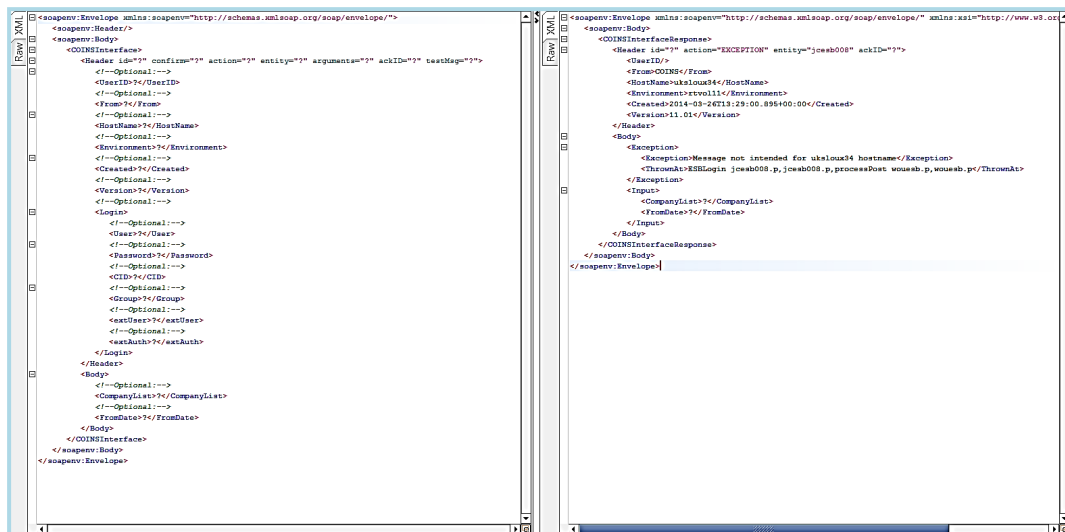 XML
Raw
<soapenv:Envelope xmlns:soapenv="http://schemas.xmlsoap.org/soap/envelope/">
<soapenv:Header/>
<soapenv:Body>
<COINSInterface>
<Header id="?" confirm="?" action="?" entity="?" arguments="?" ackID="?" testMsg="?">
<!--Optional:-->
<UserID>?</UserID>
<!--Optional:-->
<From>?</From>
<!--Optional:-->
<HostName>?</HostName>
<!--Optional:-->
<Environment>?</Environment>
<!--Optional:-->
<Created>?</Created>
<!--Optional:-->
<Version>?</Version>
<!--Optional:-->
<Login>
<!--Optional:-->
<User>?</User>
<!--Optional:-->
<Password>?</Password>
<!--Optional:-->
<CID>?</CID>
<!--Optional:-->
<Group>?</Group>
<!--Optional:-->
<extUser>?</extUser>
<!--Optional:-->
<extAuth>?</extAuth>
</Login>
</Header>
<Body>
<!--Optional:-->
<CompanyList>?</CompanyList>
<!--Optional:-->
<FromDate>?</FromDate>
</Body>
</COINSInterface>
</soapenv:Body>
</soapenv:Envelope>
XML
Raw
<soapenv:Envelope xmlns:soapenv="http://schemas.xmlsoap.org/soap/envelope/" xmlns:xsi="http://www.w3.org
<soapenv:Body>
<COINSInterfaceResponse>
<Header id="?" action="EXCEPTION" entity="jcesb008" ackID="?">
<UserID/>
<From>COINS</From>
<HostName>uksloux34</HostName>
<Environment>rtvol11</Environment>
<Created>2014-03-26T13:29:00.895+00:00</Created>
<Version>11.01</Version>
</Header>
<Body>
<Exception>
<Exception>Message not intended for uksloux34 hostname</Exception>
<ThrownAt>ESBLogin jcesb008.p,jcesb008.p,processPost wouesb.p,wouesb.p</ThrownAt>
</Exception>
<Input>
<CompanyList>?</CompanyList>
<FromDate>?</FromDate>
</Input>
</Body>
</COINSInterfaceResponse>
</soapenv:Body>
</soapenv:Envelope>